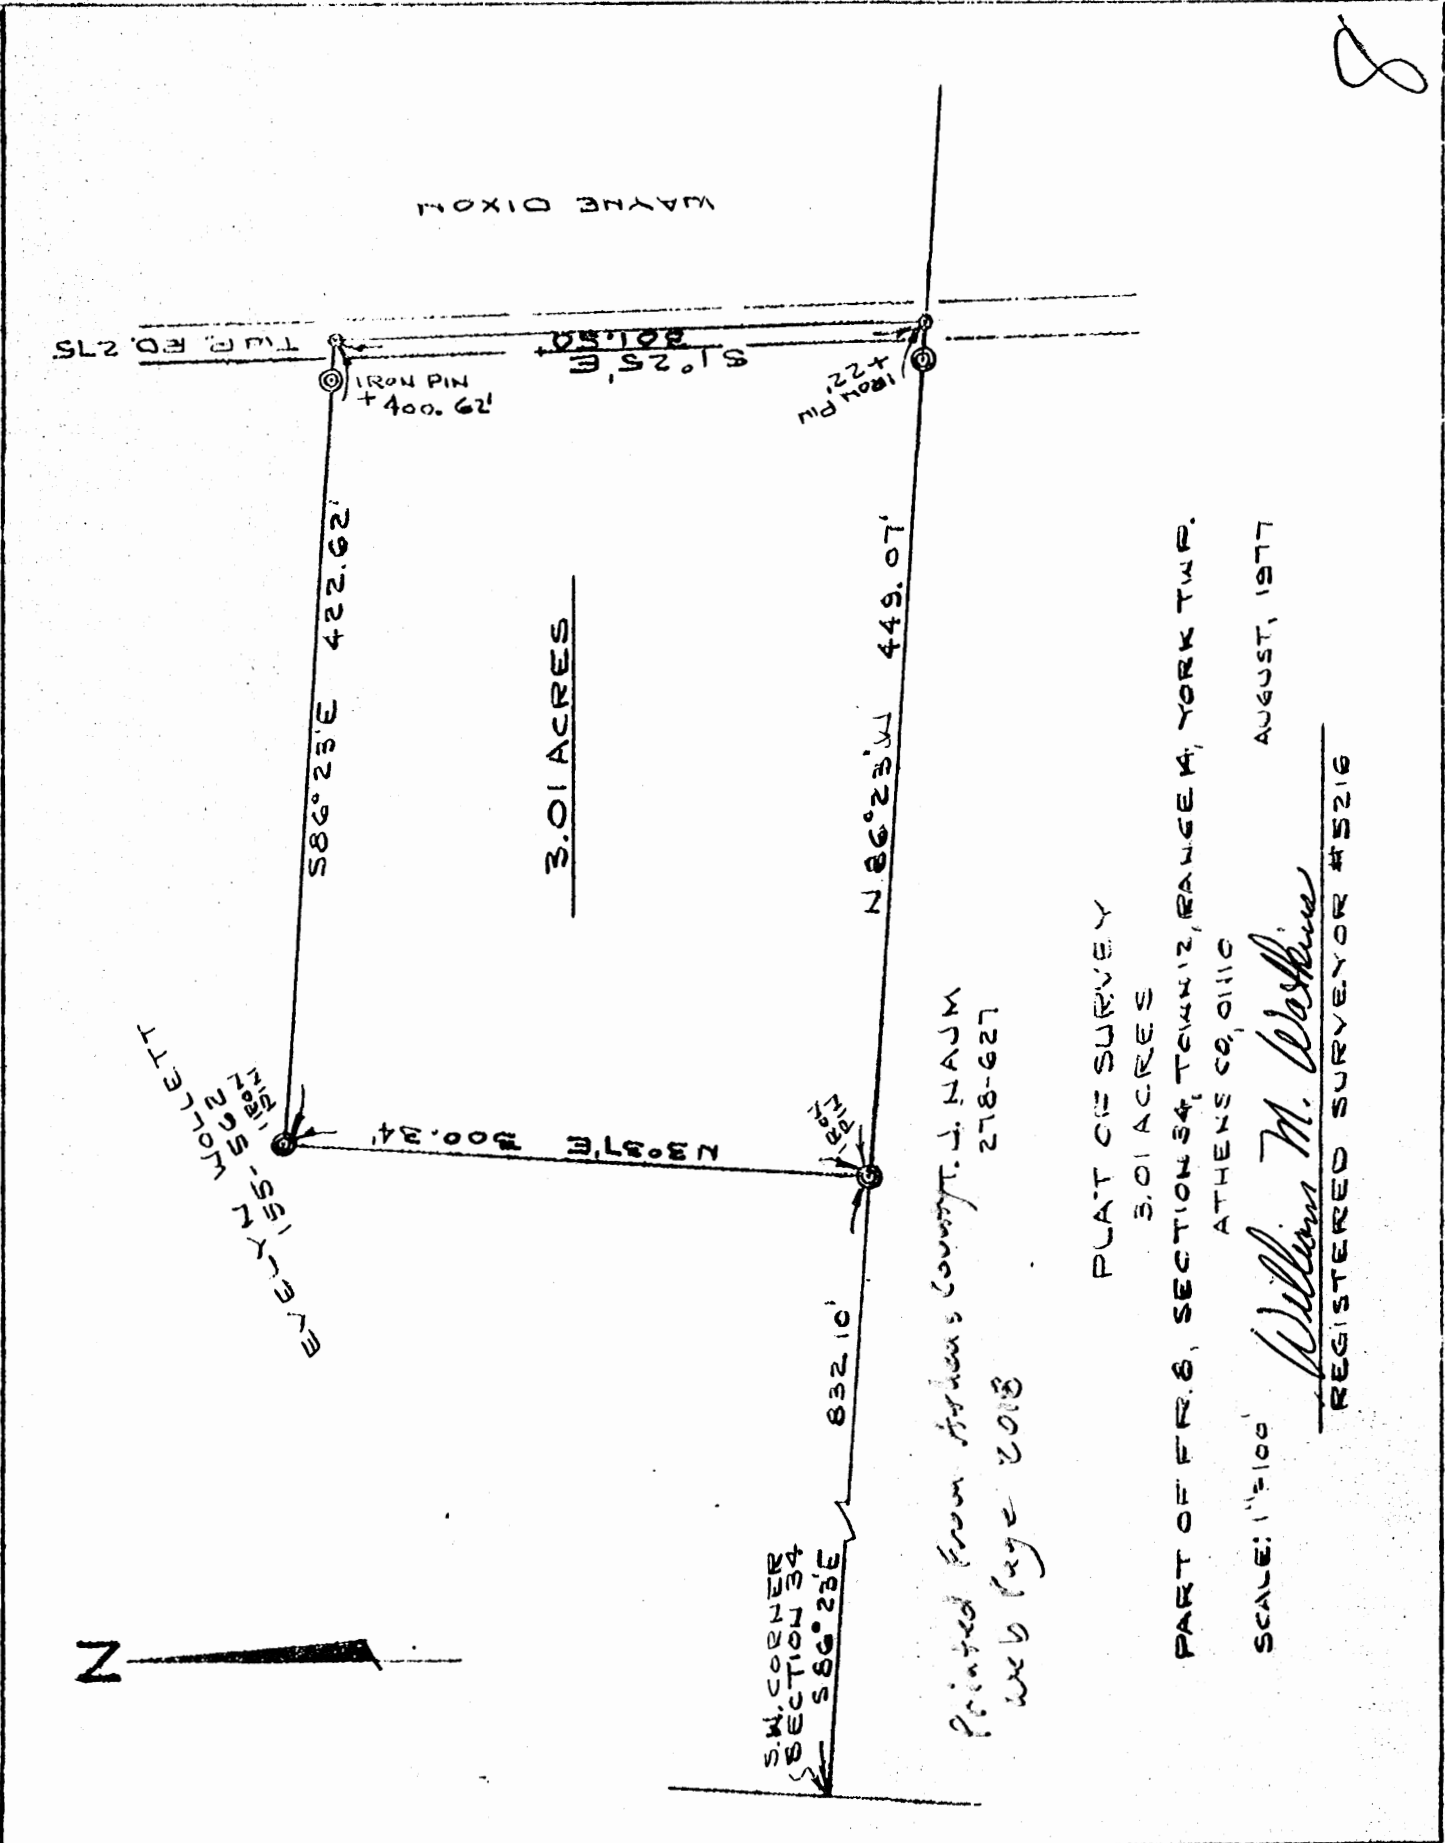 8
N
WAYNE DIXON
TWP. RD. 275
S1°25'E
301.50'
IRON PIN
+ 400.62'
IRON PIN
+22'
S86°23'E 422.62'
3.01 ACRES
N86°23'W 449.07'
EVELYN WOLLETT
155-562
IRON
PIN
N3°37'E 300.34'
IRON
PIN
832.10'
S.W. CORNER
SECTION 34
S86°23'E
T.J. NAUM
278-627
Printed from Athens County
Web Page 2018
PLAT OF SURVEY
3.01 ACRES
PART OF FR. 8, SECTION 34, TOWN 12, RANGE 14, YORK TWP.
ATHENS CO, OHIO
SCALE: 1"=100'
AUGUST, 1977
William M. Watkins
REGISTERED SURVEYOR #5216